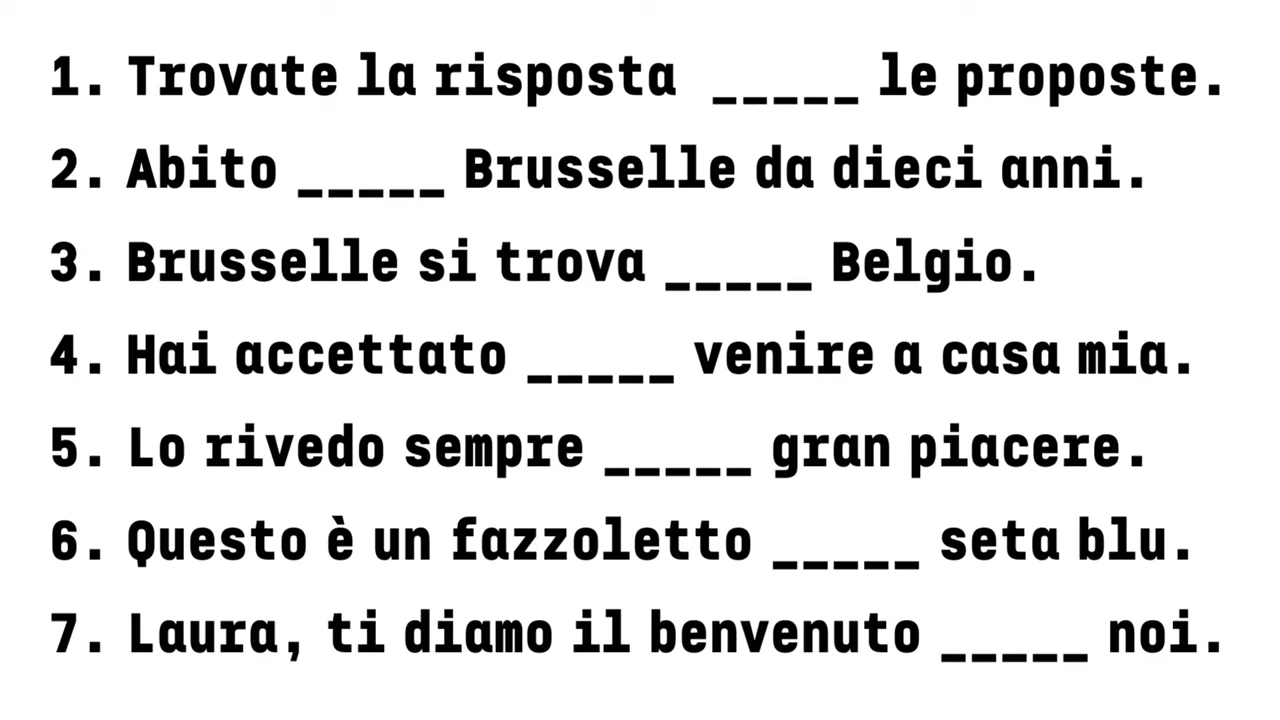 1. Trovate la risposta _____ le proposte.
2. Abito _____ Brusselle da dieci anni.
3. Brusselle si trova _____ Belgio.
4. Hai accettato _____ venire a casa mia.
5. Lo rivedo sempre _____ gran piacere.
6. Questo è un fazzoletto _____ seta blu.
7. Laura, ti diamo il benvenuto _____ noi.